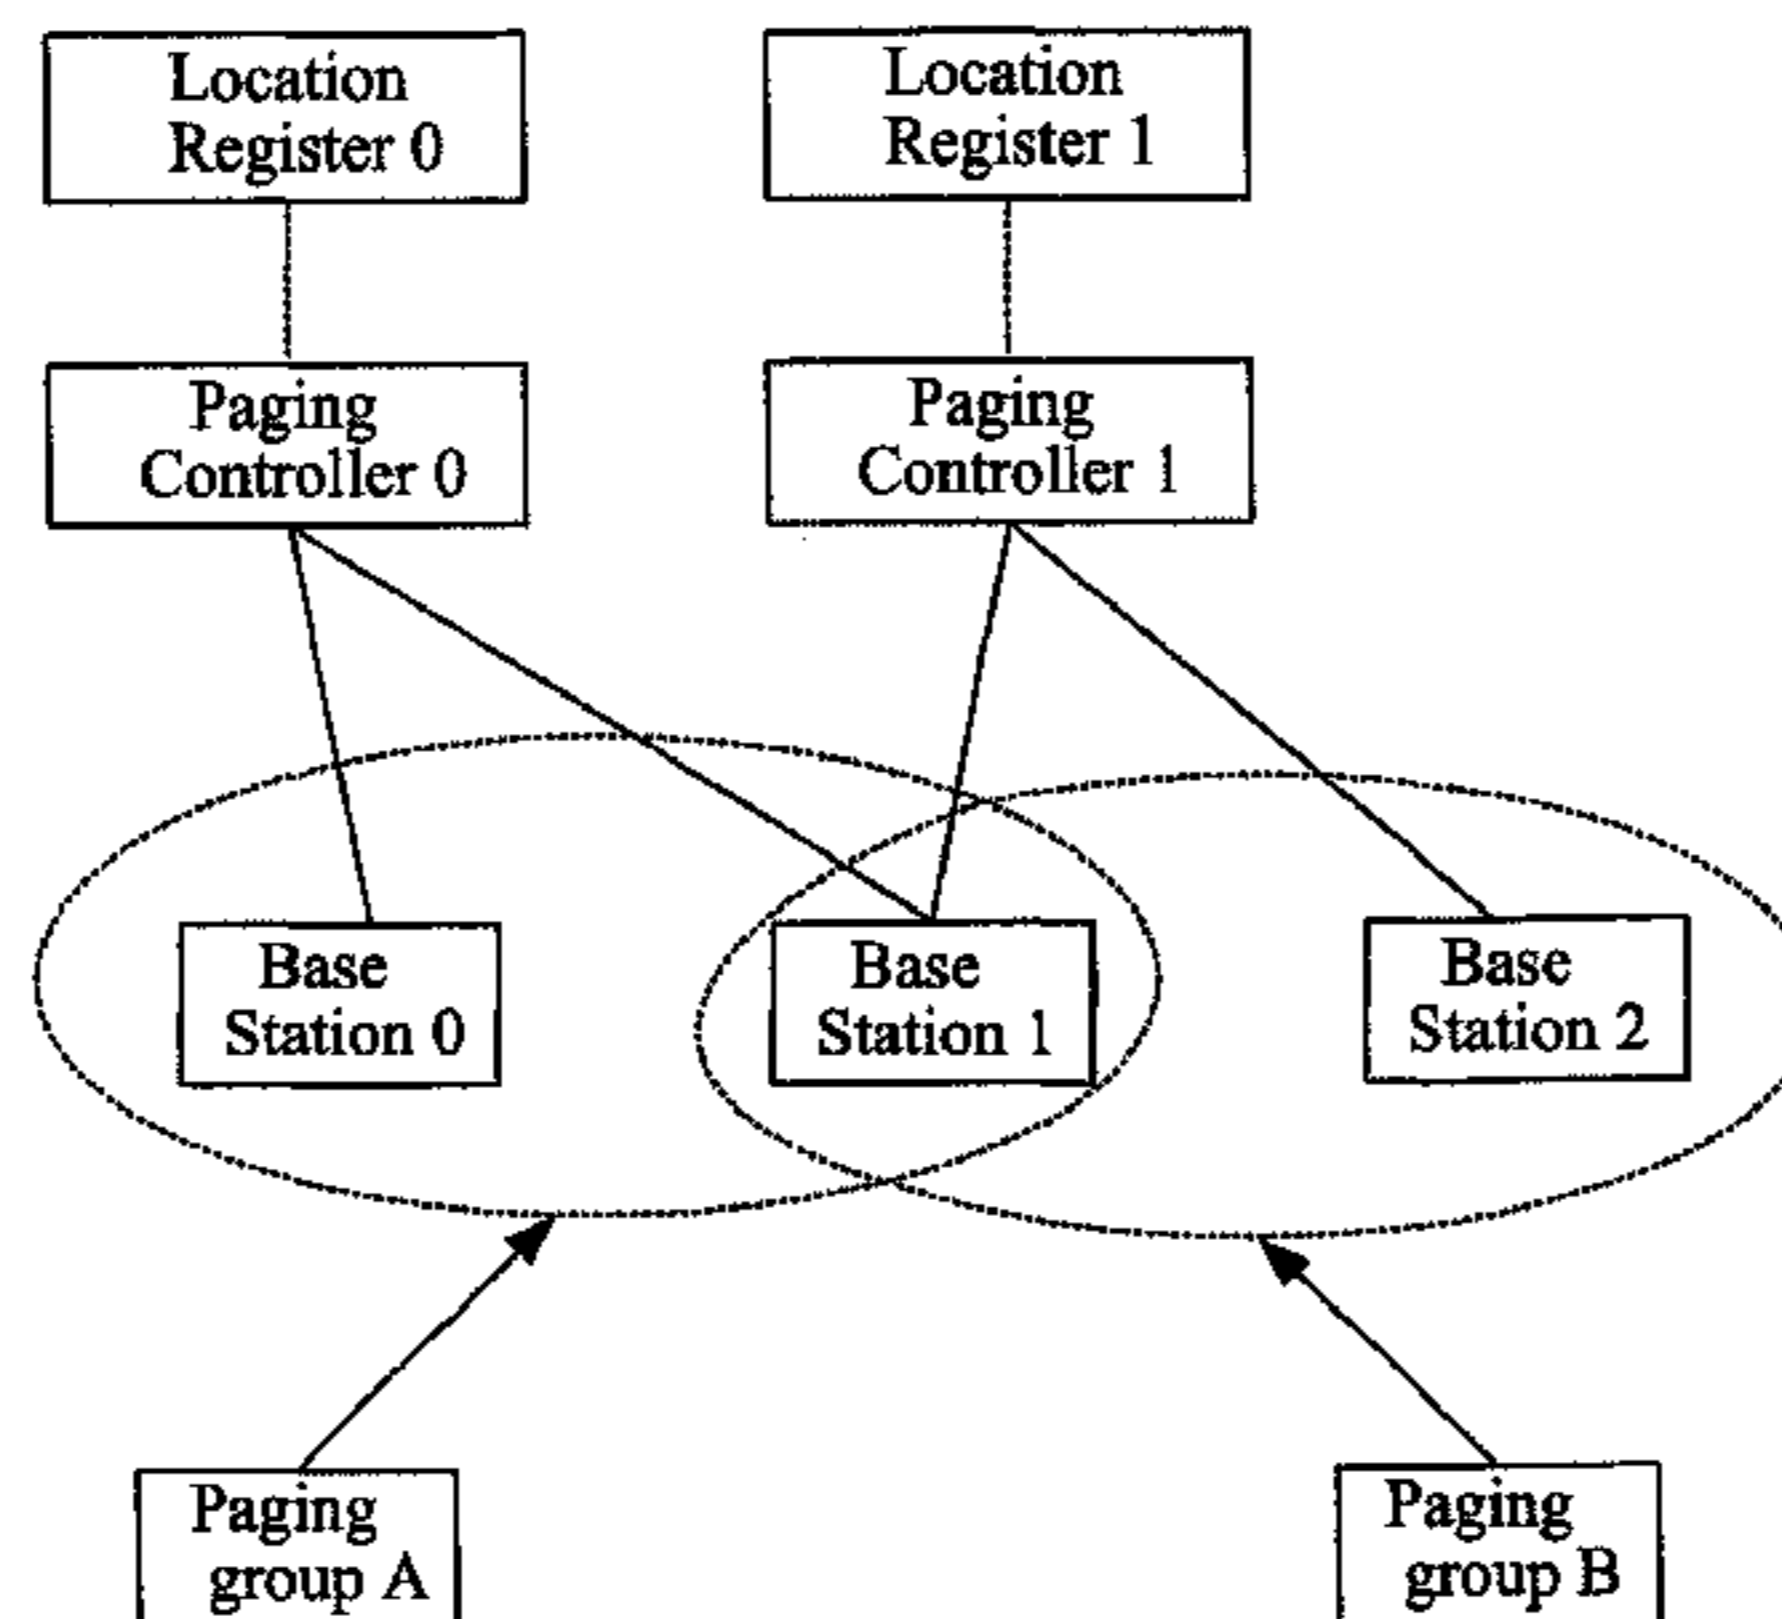 Location
Register 0
Location
Register 1
Paging
Controller 0
Paging
Controller 1
Base
Station 0
Base
Station 1
Base
Station 2
Paging
group A
Paging
group B